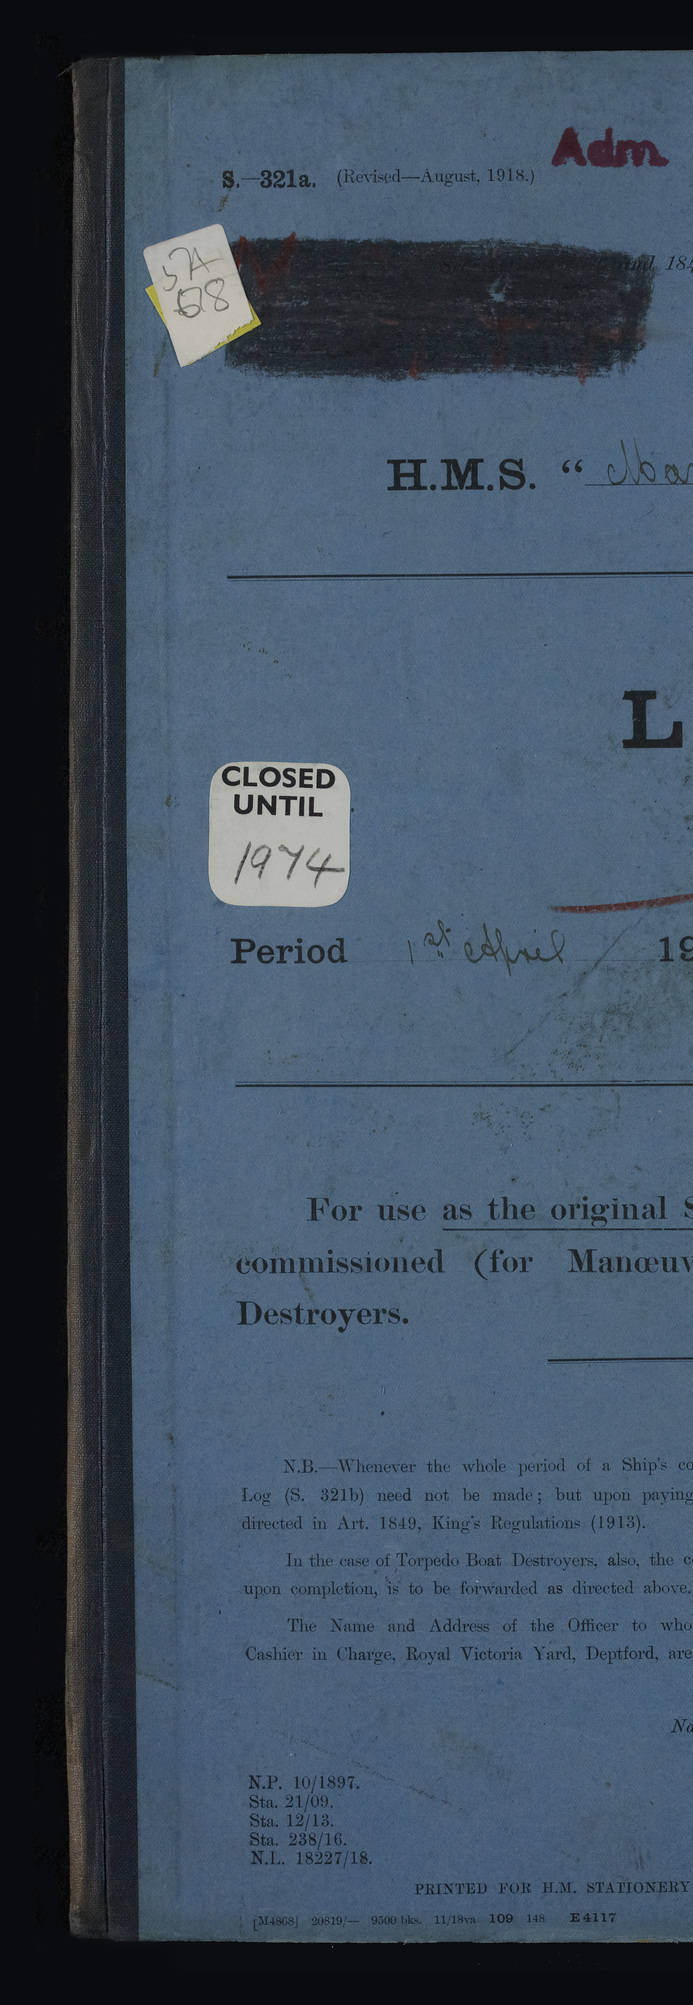 Adm
S.—321a. (Revised—August, 1918.)
57A
678
and 184
H.M.S. "
L
CLOSED
UNTIL
1974
Period 1st April 19
For use as the original S
commissioned (for Manœuv
Destroyers.
N.B.—Whenever the whole period of a Ship's co
Log (S. 321b) need not be made; but upon paying
directed in Art. 1849, King's Regulations (1913).
In the case of Torpedo Boat Destroyers, also, the c
upon completion, is to be forwarded as directed above.
The Name and Address of the Officer to who
Cashier in Charge, Royal Victoria Yard, Deptford, are
Na
N.P. 10/1897.
Sta. 21/09.
Sta. 12/13.
Sta. 238/16.
N.L. 18227/18.
PRINTED FOR H.M. STATIONERY
[M4868] 20819/— 9500 bks. 11/18va 109 148 E4117